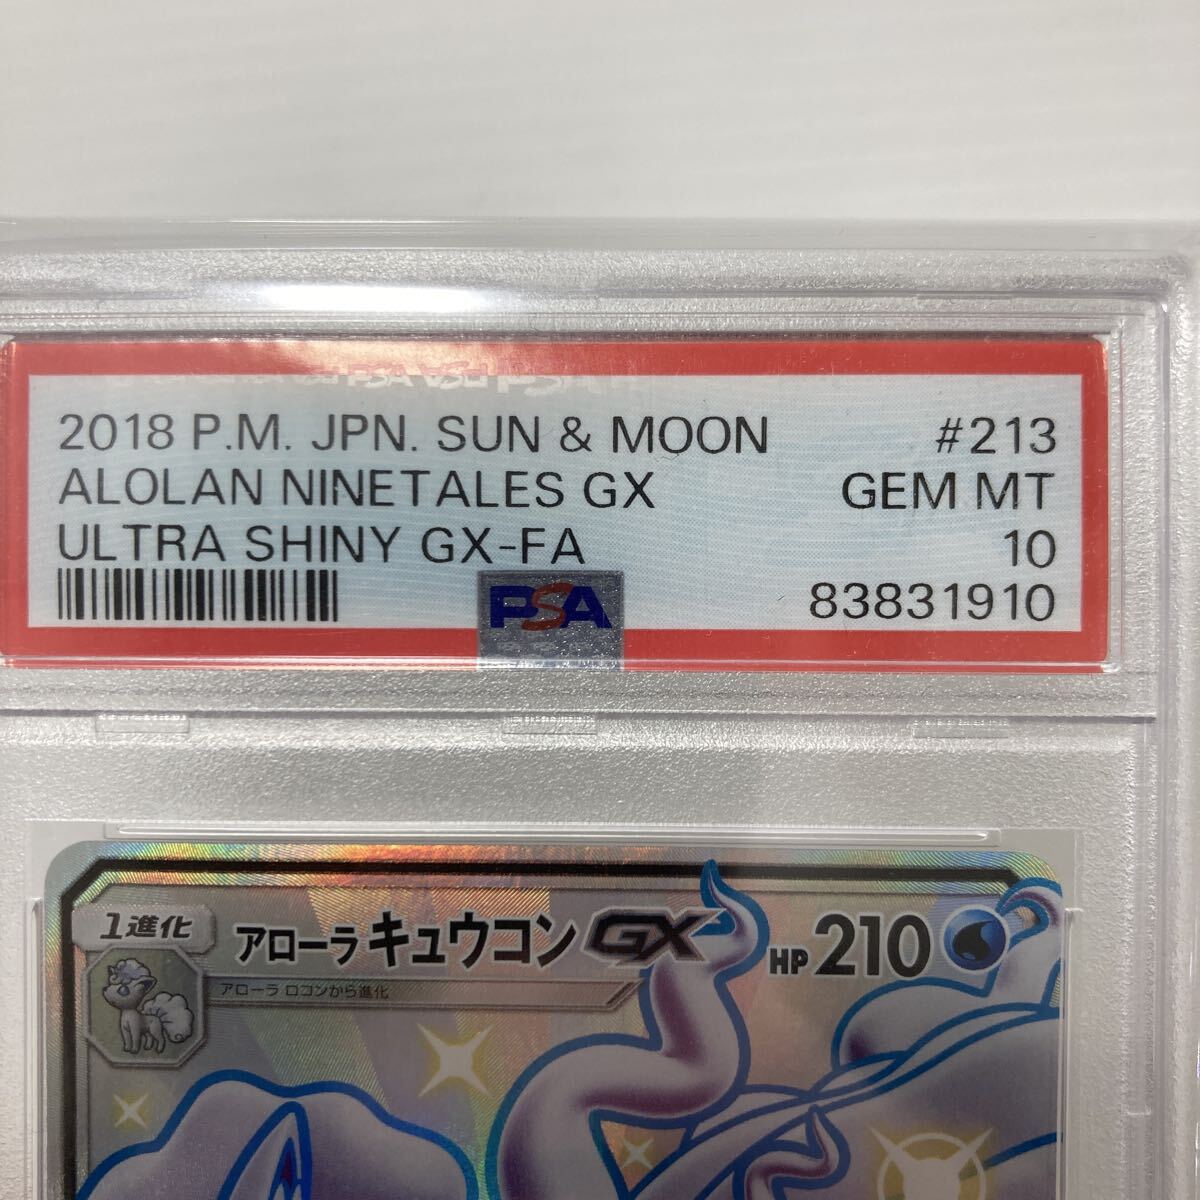 2018 P.M. JPN. SUN & MOON #213
ALOLAN NINETALES GX GEM MT
ULTRA SHINY GX-FA 10
PSA 83831910
1進化 アローラ キュウコン GX HP 210
アローラ ロコンから進化